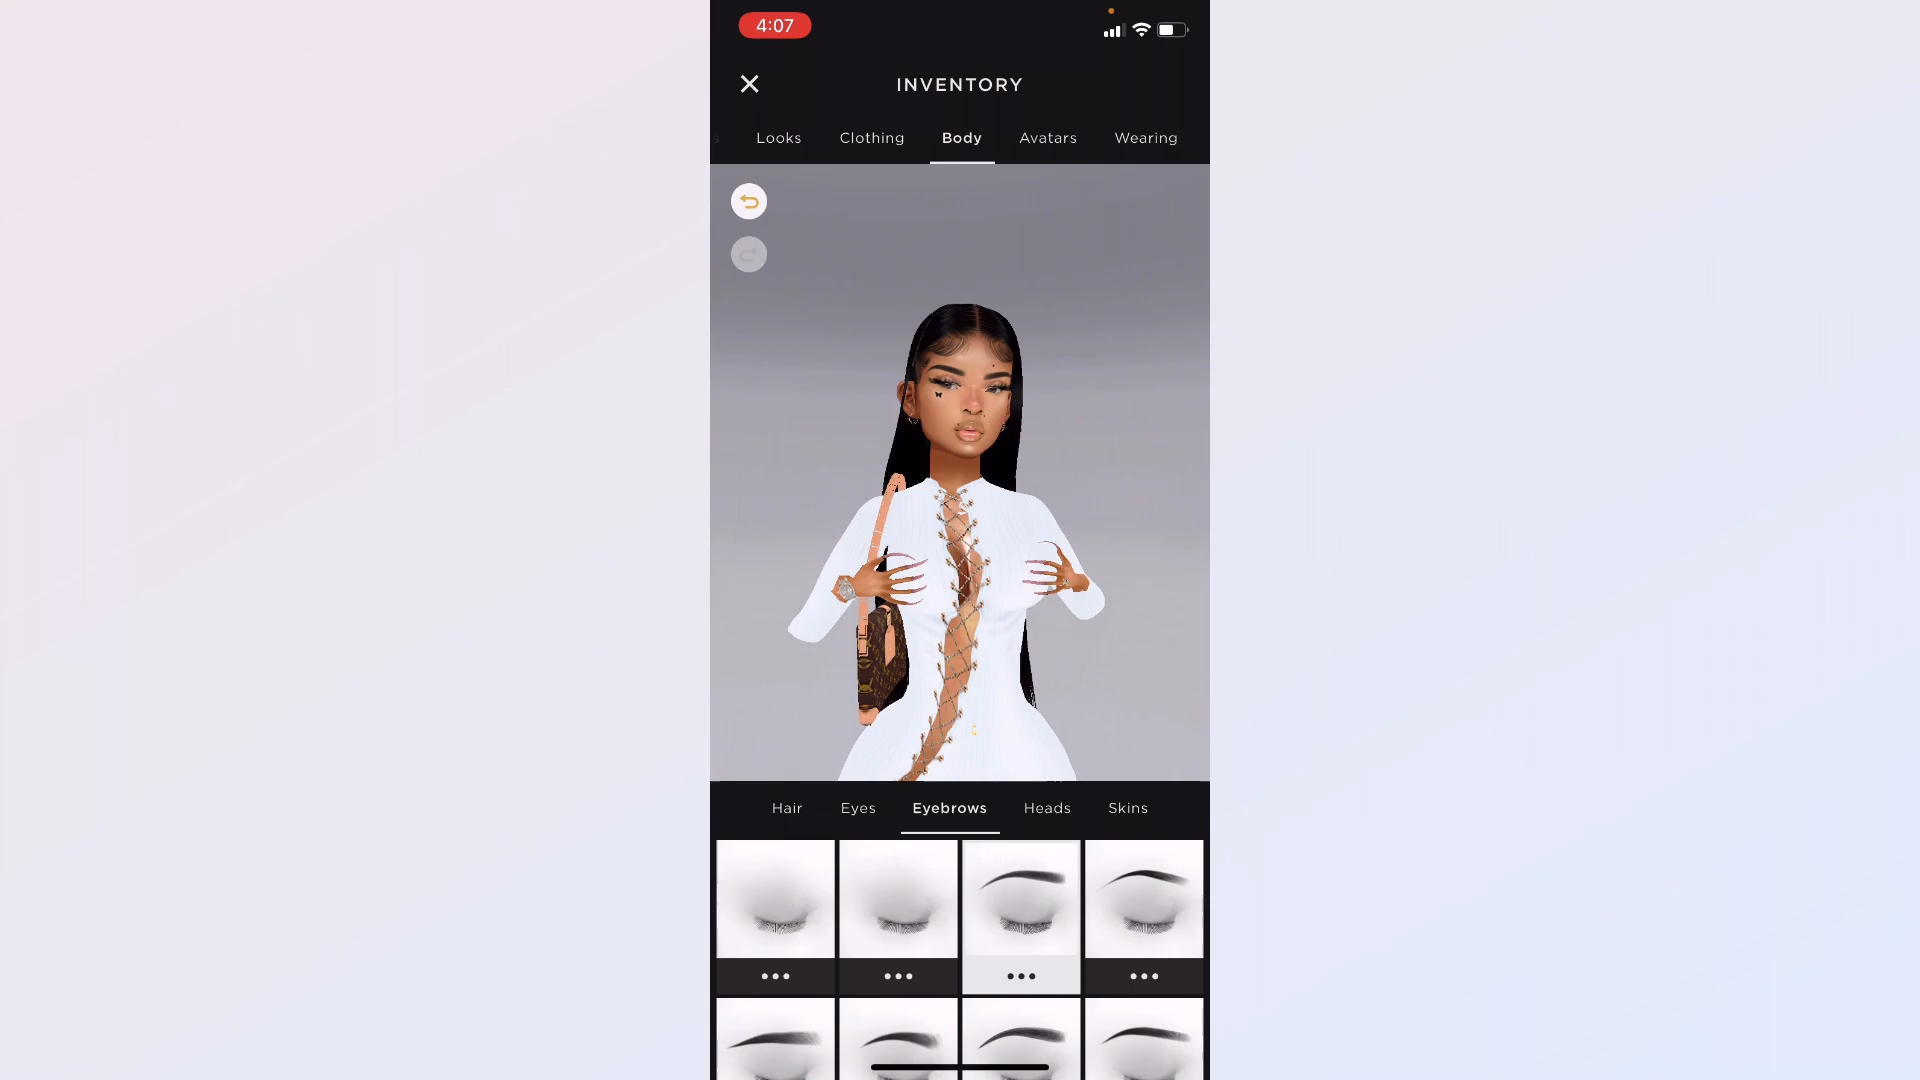 4:07
INVENTORY
Looks Clothing Body Avatars Wearing
Hair Eyes Eyebrows Heads Skins